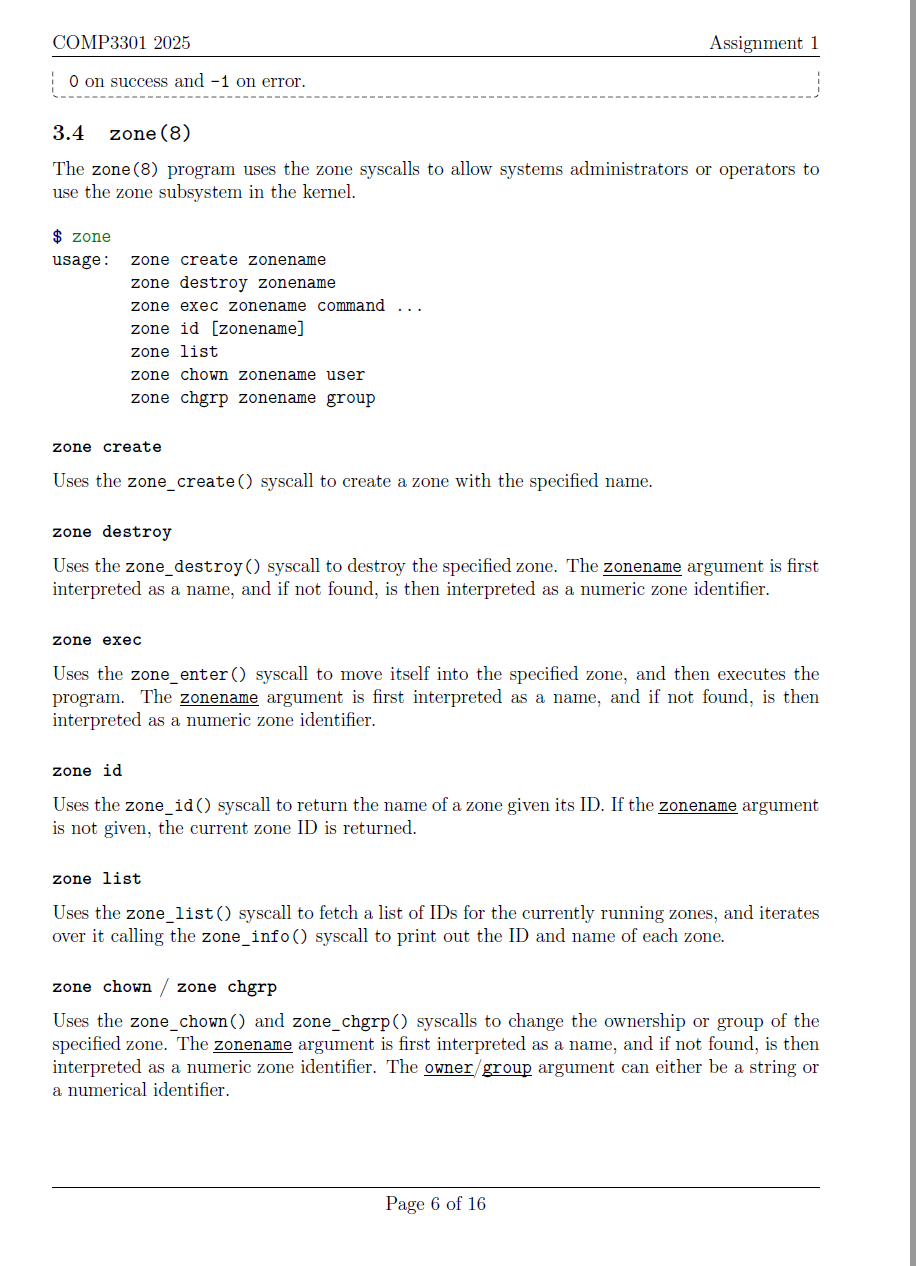 COMP3301 2025 Assignment 1
0 on success and -1 on error.
3.4 zone(8)
The zone(8) program uses the zone syscalls to allow systems administrators or operators to
use the zone subsystem in the kernel.
$ zone
usage: zone create zonename
zone destroy zonename
zone exec zonename command ...
zone id [zonename]
zone list
zone chown zonename user
zone chgrp zonename group
zone create
Uses the zone_create() syscall to create a zone with the specified name.
zone destroy
Uses the zone_destroy() syscall to destroy the specified zone. The zonename argument is first
interpreted as a name, and if not found, is then interpreted as a numeric zone identifier.
zone exec
Uses the zone_enter() syscall to move itself into the specified zone, and then executes the
program. The zonename argument is first interpreted as a name, and if not found, is then
interpreted as a numeric zone identifier.
zone id
Uses the zone_id() syscall to return the name of a zone given its ID. If the zonename argument
is not given, the current zone ID is returned.
zone list
Uses the zone_list() syscall to fetch a list of IDs for the currently running zones, and iterates
over it calling the zone_info() syscall to print out the ID and name of each zone.
zone chown / zone chgrp
Uses the zone_chown() and zone_chgrp() syscalls to change the ownership or group of the
specified zone. The zonename argument is first interpreted as a name, and if not found, is then
interpreted as a numeric zone identifier. The owner/group argument can either be a string or
a numerical identifier.
Page 6 of 16